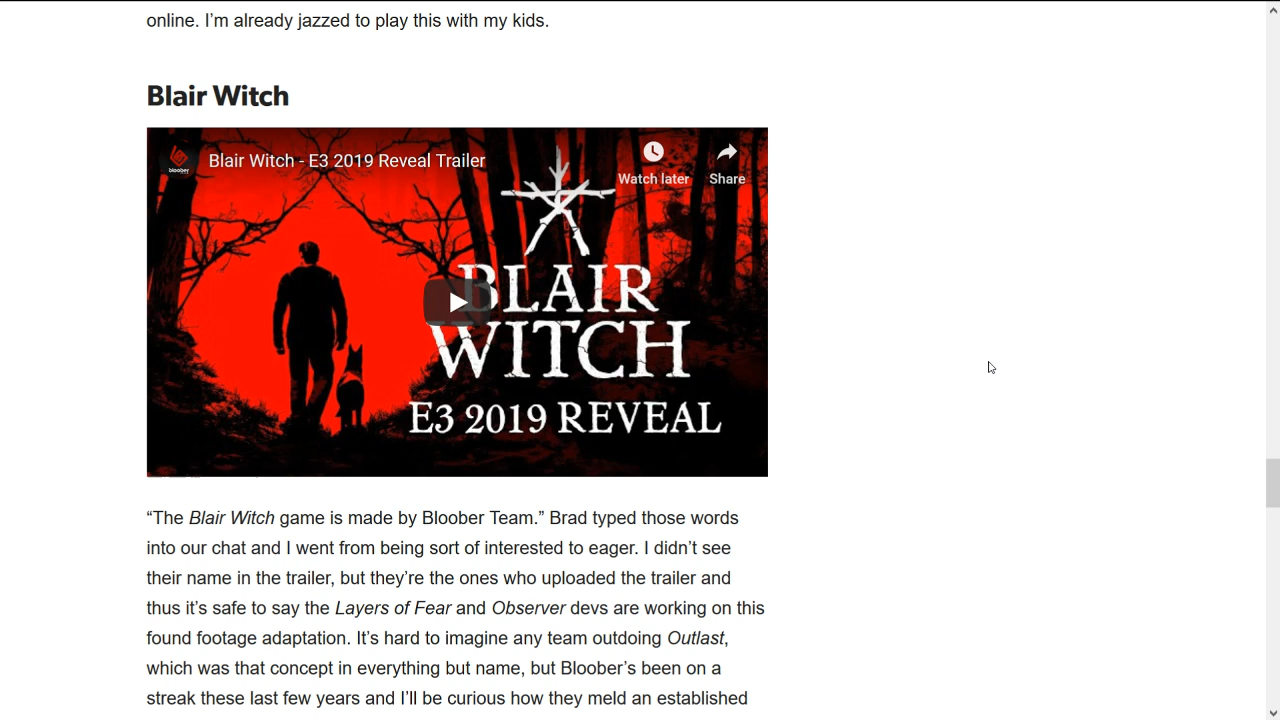 online. I’m already jazzed to play this with my kids.
Blair Witch
bloober
Blair Witch - E3 2019 Reveal Trailer
Watch later
Share
BLAIR
WITCH
E3 2019 REVEAL
“The Blair Witch game is made by Bloober Team.” Brad typed those words
into our chat and I went from being sort of interested to eager. I didn’t see
their name in the trailer, but they’re the ones who uploaded the trailer and
thus it’s safe to say the Layers of Fear and Observer devs are working on this
found footage adaptation. It’s hard to imagine any team outdoing Outlast,
which was that concept in everything but name, but Bloober’s been on a
streak these last few years and I’ll be curious how they meld an established